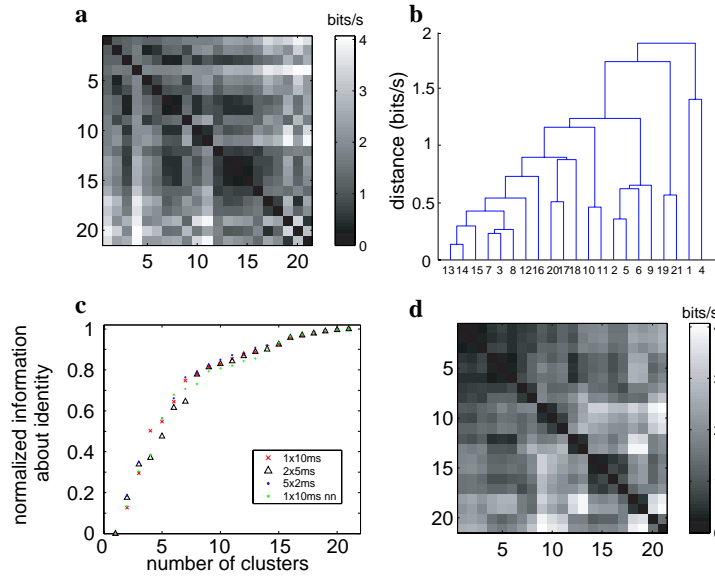 a
bits/s
5
10
15
20
5
10
15
20
4
3
2
1
0
b
distance (bits/s)
2
1.5
1
0.5
0
13 14 15 7 3 8 12 16 20 17 18 10 11 2 5 6 9 19 21 1 4
c
normalized information
about identity
1
0.8
0.6
0.4
0.2
0
0
5
10
15
20
number of clusters
1x10ms
2x5ms
5x2ms
1x10ms nn
d
bits/s
5
10
15
20
5
10
15
20
0